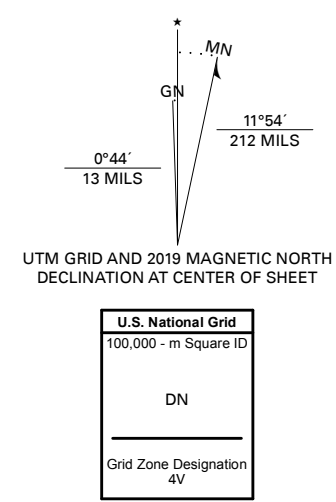 ★
MN
GN
11°54´
212 MILS
0°44´
13 MILS
UTM GRID AND 2019 MAGNETIC NORTH
DECLINATION AT CENTER OF SHEET
U.S. National Grid
100,000 - m Square ID
DN
Grid Zone Designation
4V